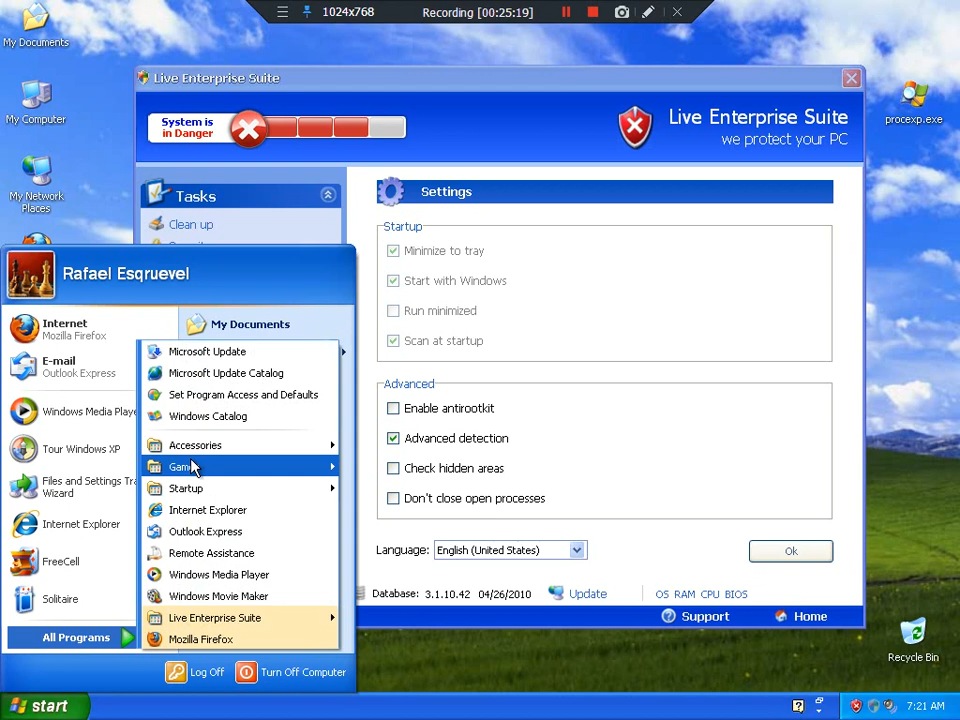 1024x768
Recording [00:25:19]
My Documents
My Computer
My Network
Places
procexp.exe
Recycle Bin
Live Enterprise Suite
System is
in Danger
Live Enterprise Suite
we protect your PC
Tasks
Clean up
Settings
Startup
Minimize to tray
Start with Windows
Run minimized
Scan at startup
Advanced
Enable antirootkit
Advanced detection
Check hidden areas
Don't close open processes
Language:
English (United States)
Ok
Database: 3.1.10.42 04/26/2010
Update
OS RAM CPU BIOS
Support
Home
Rafael Esqruevel
Internet
Mozilla Firefox
E-mail
Outlook Express
Windows Media Playe
Tour Windows XP
Files and Settings Tra
Wizard
Internet Explorer
FreeCell
Solitaire
All Programs
My Documents
Microsoft Update
Microsoft Update Catalog
Set Program Access and Defaults
Windows Catalog
Accessories
Gam
Startup
Internet Explorer
Outlook Express
Remote Assistance
Windows Media Player
Windows Movie Maker
Live Enterprise Suite
Mozilla Firefox
Log Off
Turn Off Computer
start
7:21 AM